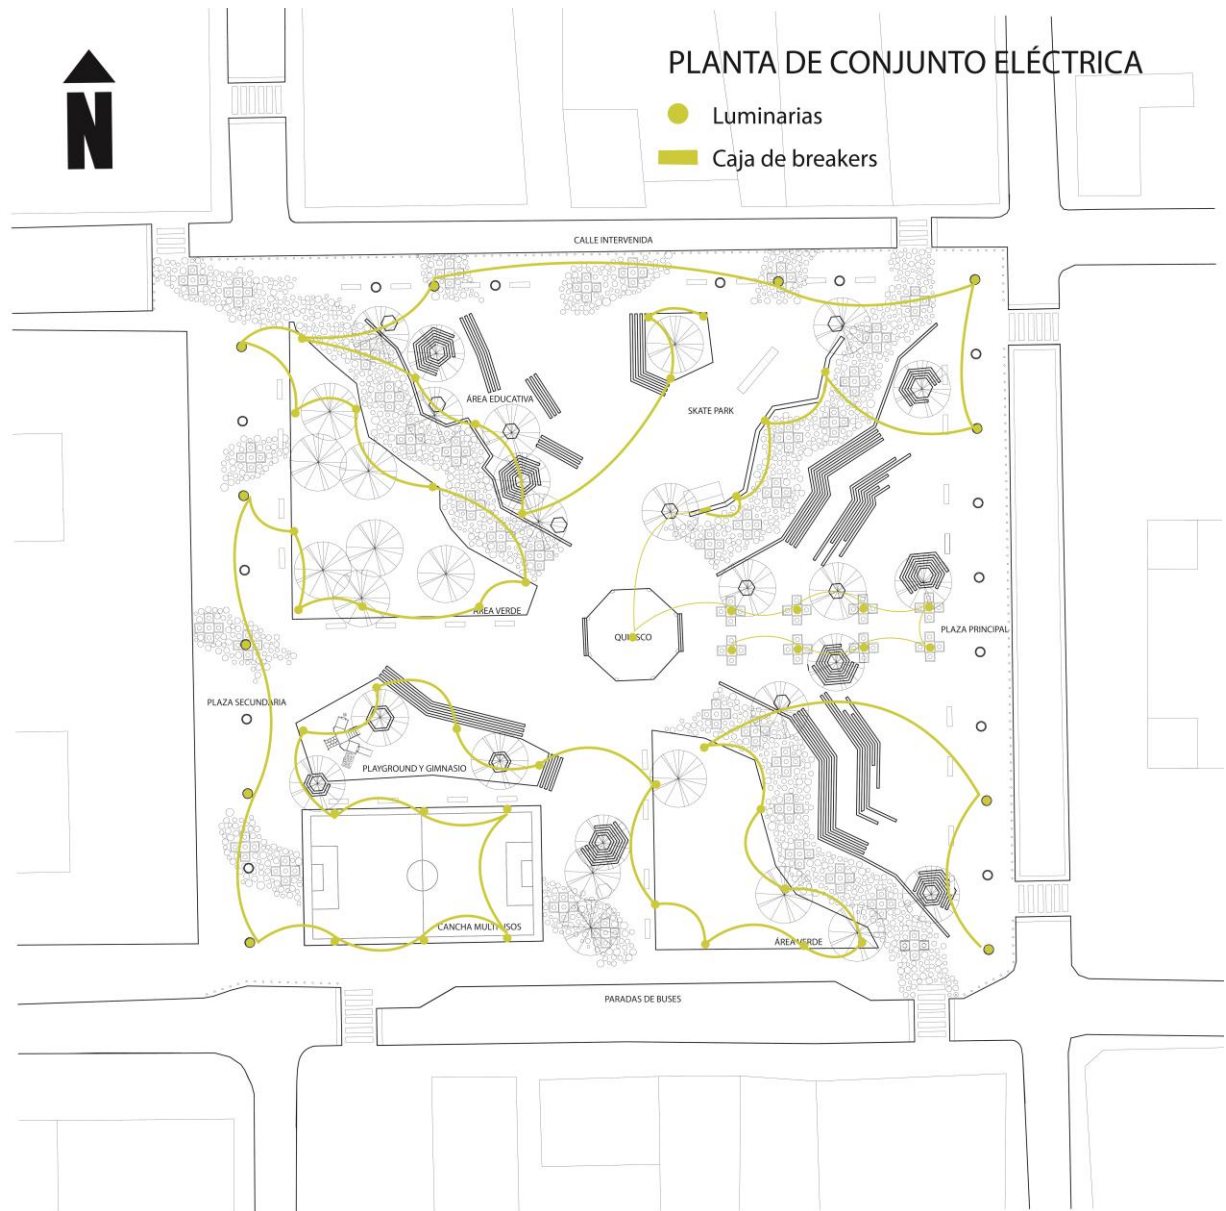 N
PLANTA DE CONJUNTO ELÉCTRICA
Luminarias
Caja de breakers
CALLE INTERVENIDA
ÁREA EDUCATIVA
SKATE PARK
ÁREA VERDE
QUIOSCO
PLAZA PRINCIPAL
PLAZA SECUNDARIA
PLAYGROUND Y GIMNASIO
CANCHA MULTIUSOS
ÁREA VERDE
PARADAS DE BUSES